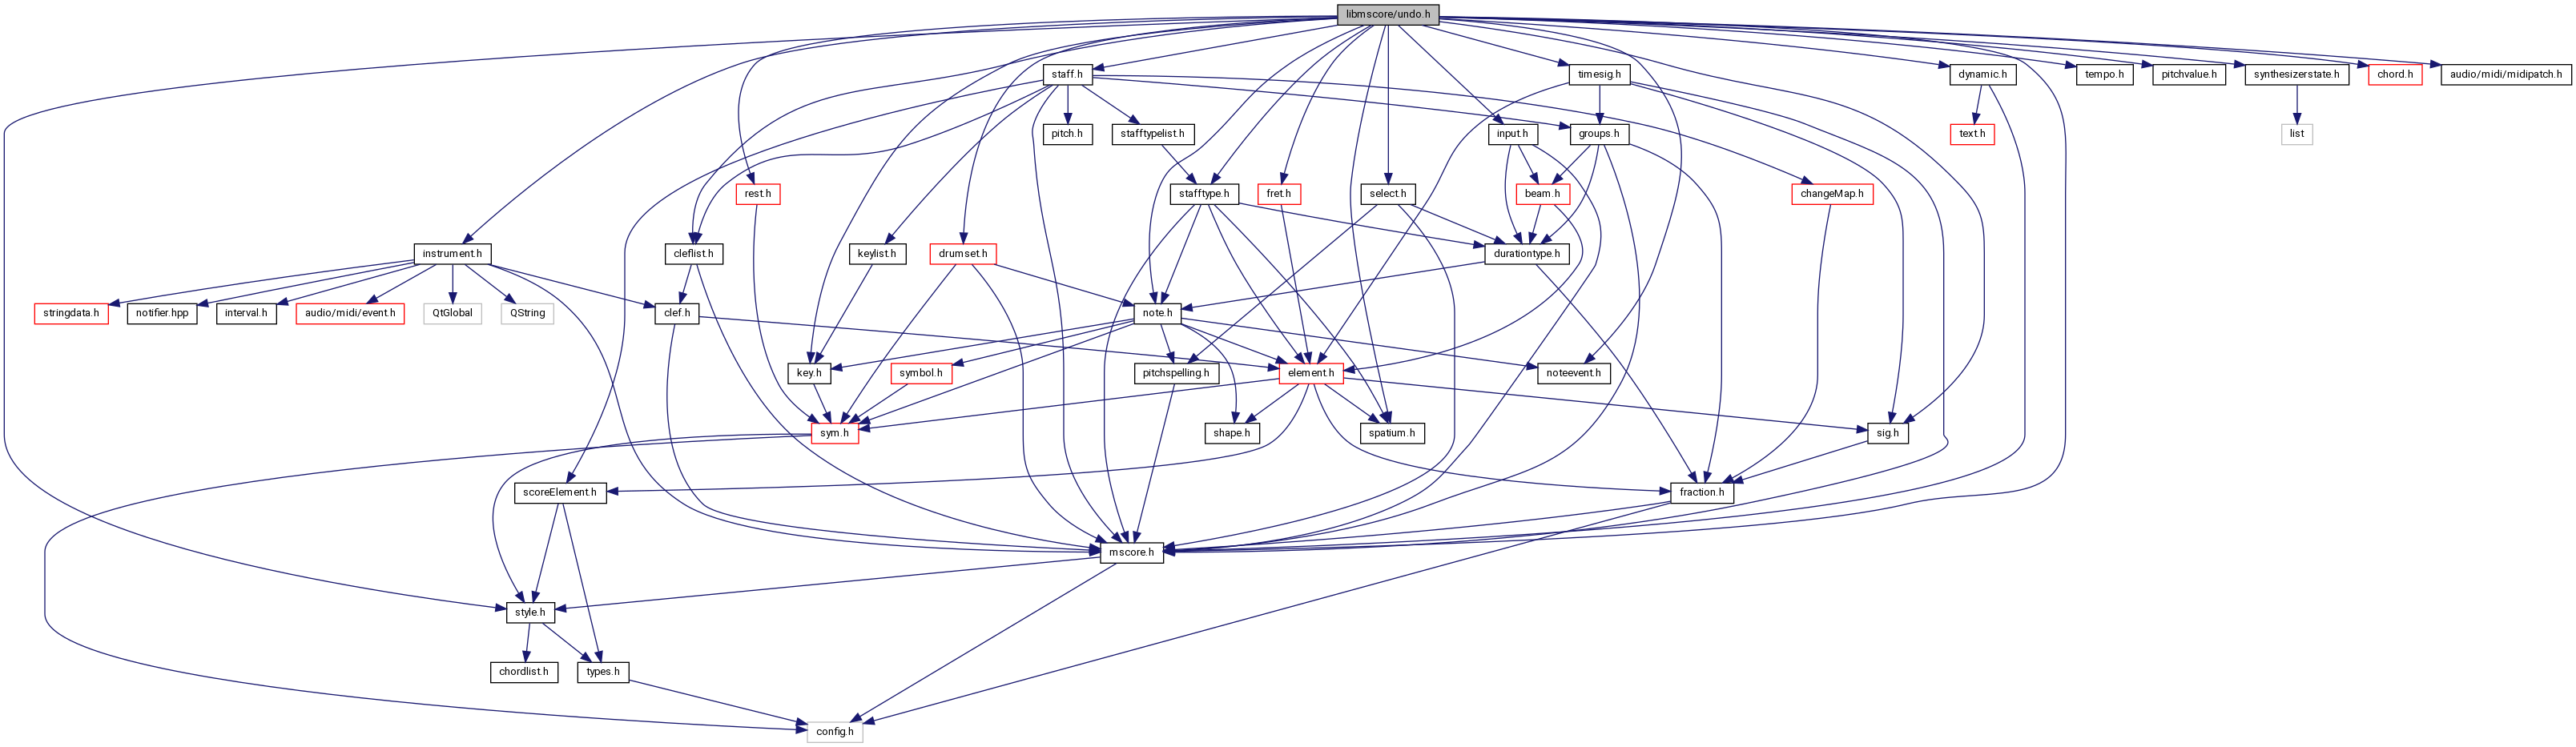 libmscore/undo.h
staff.h
timesig.h
dynamic.h
tempo.h
pitchvalue.h
synthesizerstate.h
chord.h
audio/midi/midipatch.h
pitch.h
stafftypelist.h
input.h
groups.h
text.h
list
rest.h
stafftype.h
fret.h
select.h
beam.h
changeMap.h
instrument.h
cleflist.h
keylist.h
drumset.h
durationtype.h
stringdata.h
notifier.hpp
interval.h
audio/midi/event.h
QtGlobal
QString
clef.h
note.h
key.h
symbol.h
pitchspelling.h
element.h
noteevent.h
sym.h
shape.h
spatium.h
sig.h
scoreElement.h
fraction.h
mscore.h
style.h
chordlist.h
types.h
config.h